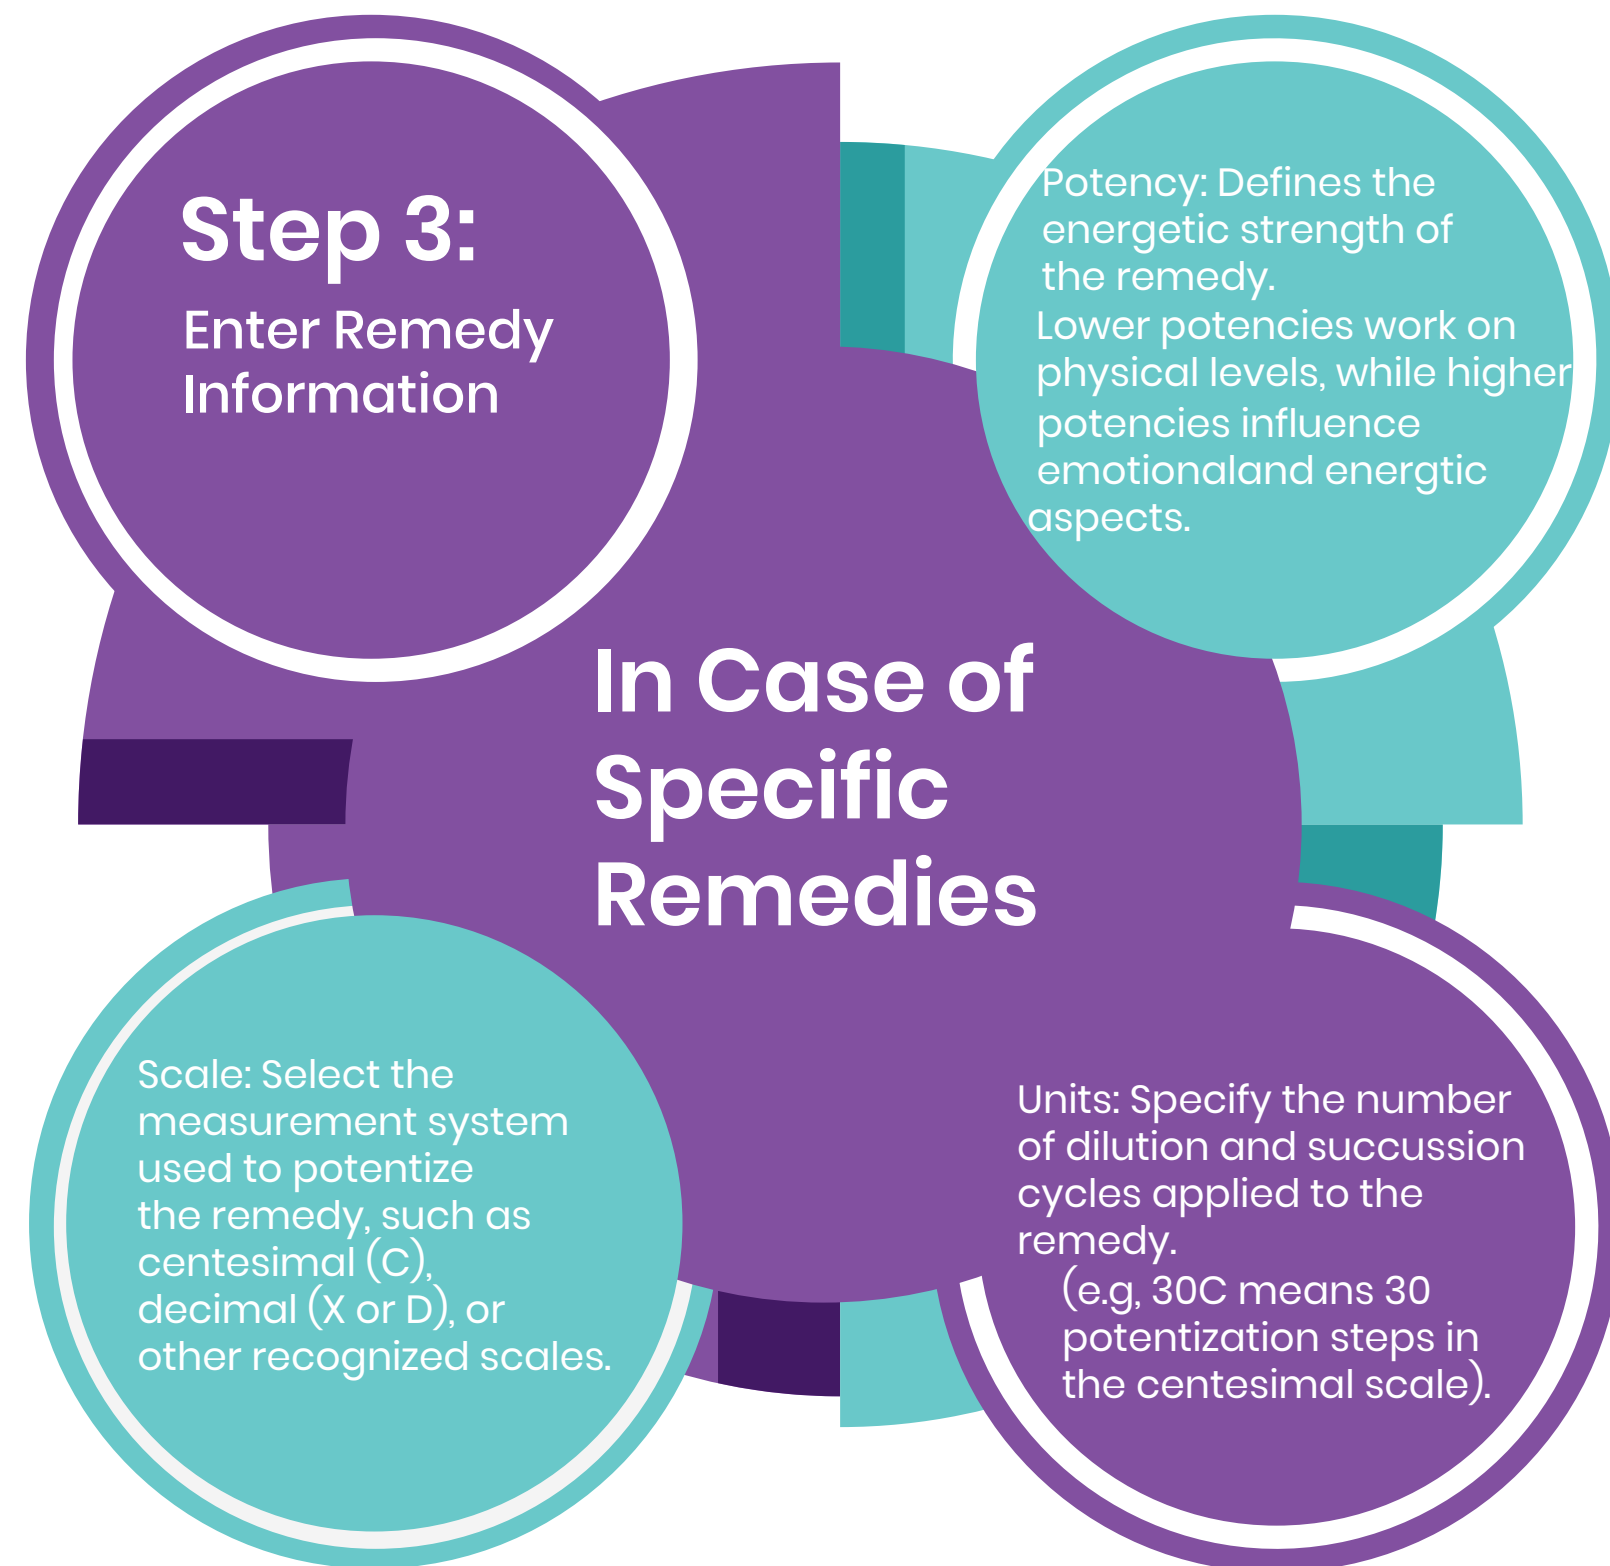 Step 3:
Enter Remedy
Information
Potency: Defines the
energetic strength of
the remedy.
Lower potencies work on
physical levels, while higher
potencies influence
emotionaland energtic
aspects.
In Case of
Specific
Remedies
Scale: Select the
measurement system
used to potentize
the remedy, such as
centesimal (C),
decimal (X or D), or
other recognized scales.
Units: Specify the number
of dilution and succussion
cycles applied to the
remedy.
(e.g, 30C means 30
potentization steps in
the centesimal scale).